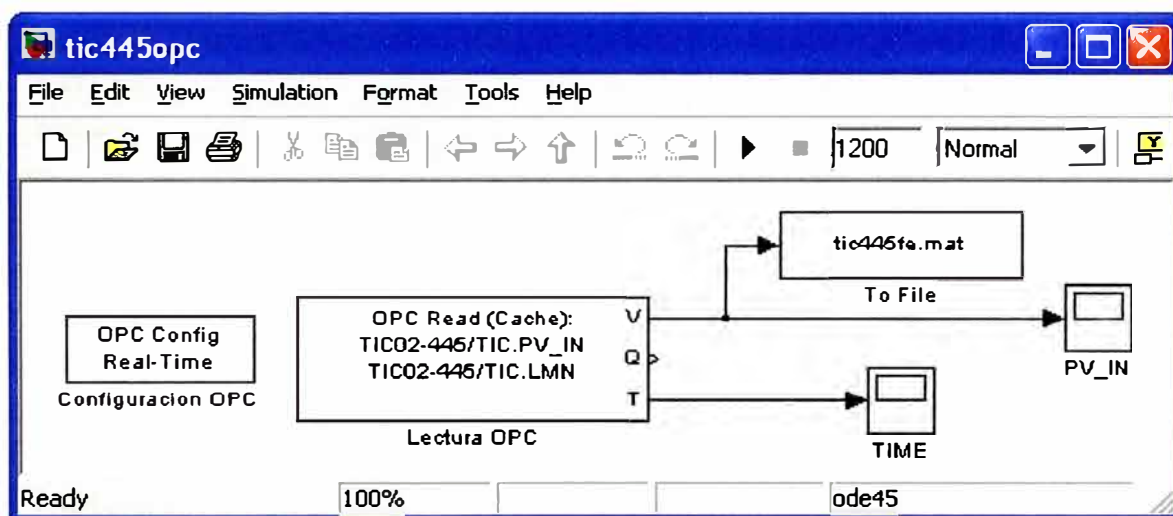 tic445opc
File Edit View Simulation Format Tools Help
1200 Normal
tic445fe.mat
To File
OPC Config
Real-Time
Configuracion OPC
OPC Read (Cache):
TIC02-445/TIC.PV_IN
TIC02-445/TIC.LMN
V
Q
T
Lectura OPC
PV_IN
TIME
Ready 100% ode45